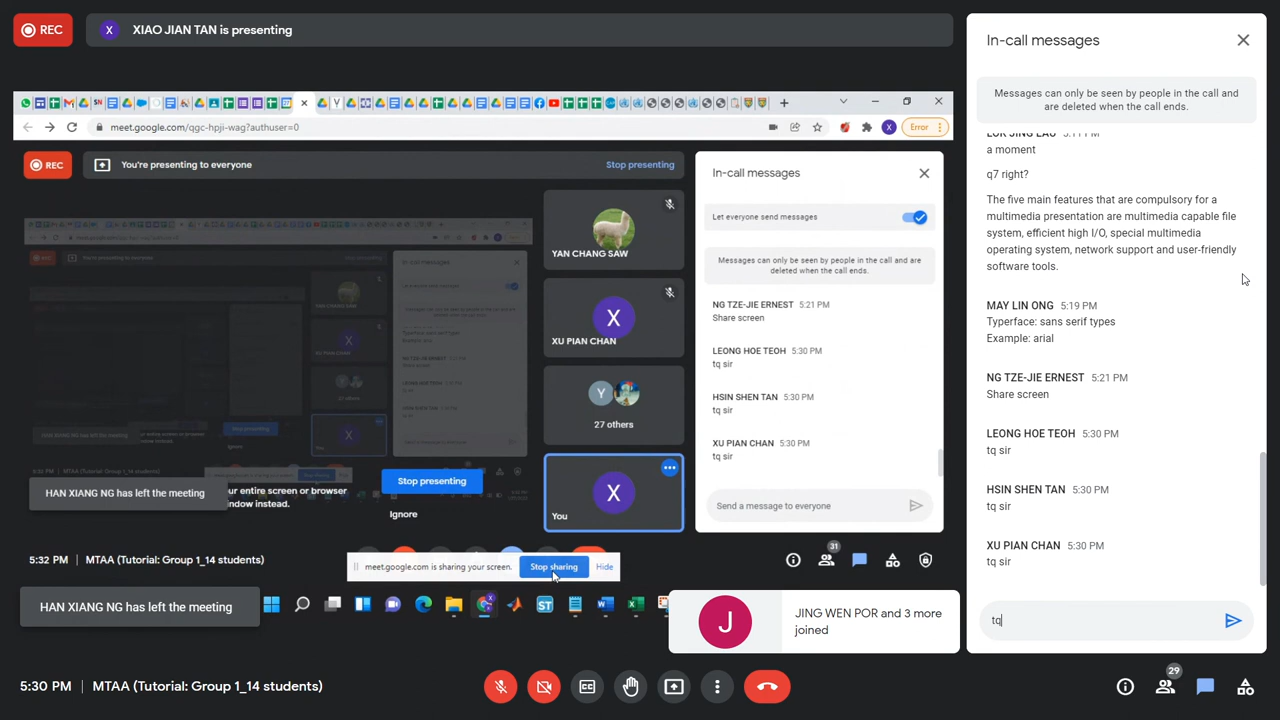 REC
XIAO JIAN TAN is presenting
meet.google.com/qgc-hpji-wag?authuser=0
Error
REC
You're presenting to everyone
Stop presenting
YAN CHANG SAW
XU PIAN CHAN
27 others
You
HAN XIANG NG has left the meeting
your entire screen or browser
window instead.
Stop presenting
Ignore
In-call messages
Let everyone send messages
Messages can only be seen by people in the call and are
deleted when the call ends.
NG TZE-JIE ERNEST 5:21 PM
Share screen
LEONG HOE TEOH 5:30 PM
tq sir
HSIN SHEN TAN 5:30 PM
tq sir
XU PIAN CHAN 5:30 PM
tq sir
Send a message to everyone
5:32 PM MTAA (Tutorial: Group 1_14 students)
31
meet.google.com is sharing your screen.
Stop sharing
Hide
HAN XIANG NG has left the meeting
J
JING WEN POR and 3 more
joined
5:30 PM MTAA (Tutorial: Group 1_14 students)
29
In-call messages
Messages can only be seen by people in the call and
are deleted when the call ends.
a moment
q7 right?
The five main features that are compulsory for a
multimedia presentation are multimedia capable file
system, efficient high I/O, special multimedia
operating system, network support and user-friendly
software tools.
MAY LIN ONG 5:19 PM
Typerface: sans serif types
Example: arial
NG TZE-JIE ERNEST 5:21 PM
Share screen
LEONG HOE TEOH 5:30 PM
tq sir
HSIN SHEN TAN 5:30 PM
tq sir
XU PIAN CHAN 5:30 PM
tq sir
tq